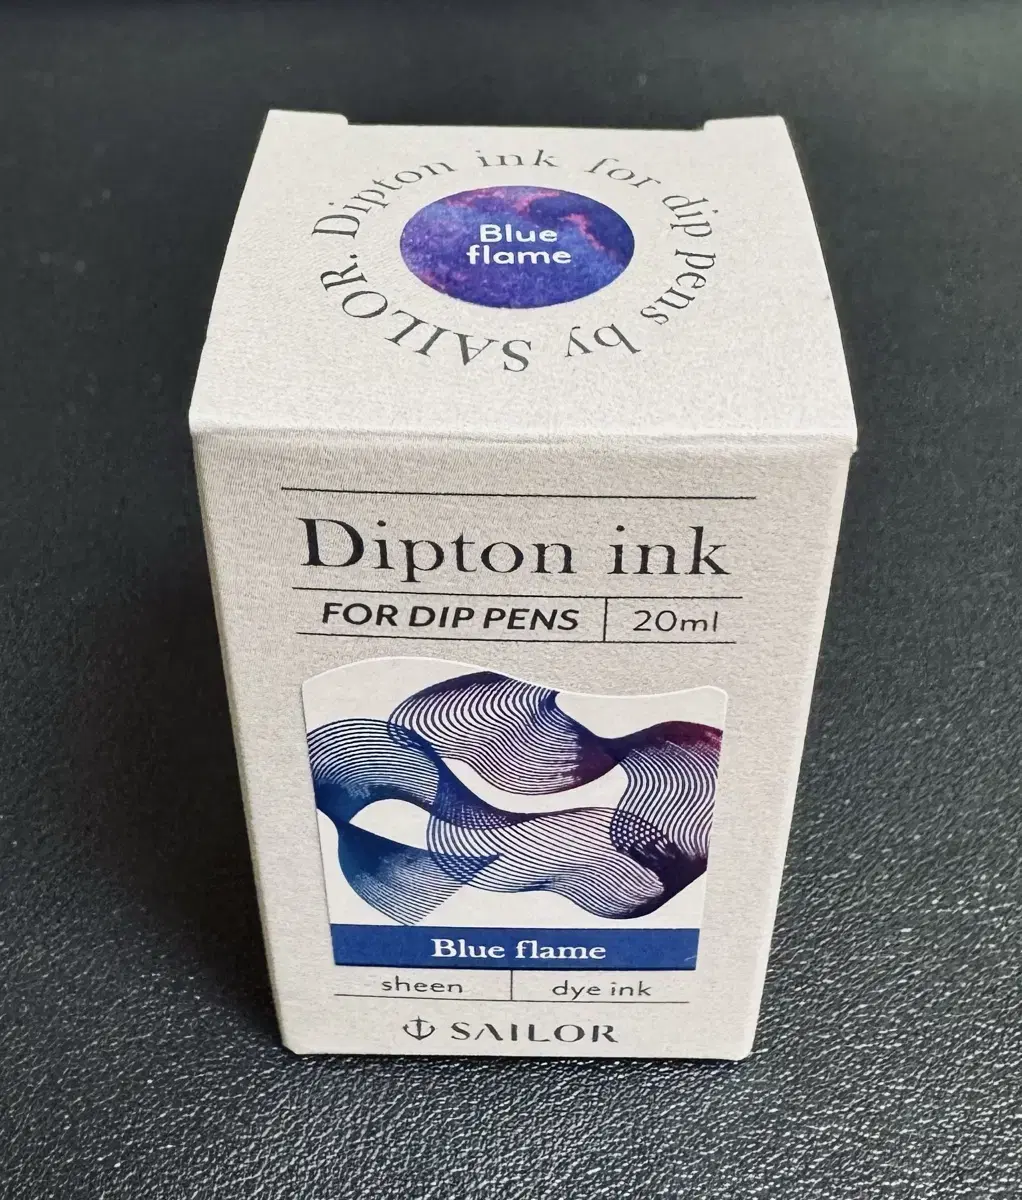 Dipton ink for dip pens by SAILOR.
Blue
flame
Dipton ink
FOR DIP PENS 20ml
Blue flame
sheen dye ink
SAILOR